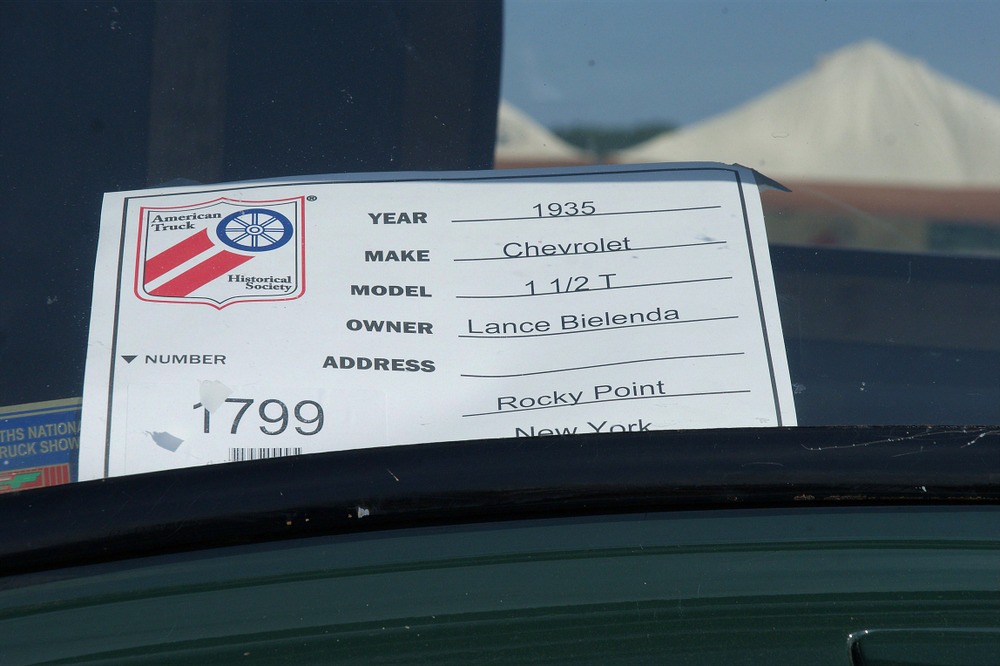 American
Truck
Historical
Society
®
YEAR 1935
MAKE Chevrolet
MODEL 1 1/2 T
OWNER Lance Bielenda
ADDRESS
Rocky Point
New York
NUMBER
1799
THS NATIONA
RUCK SHOW